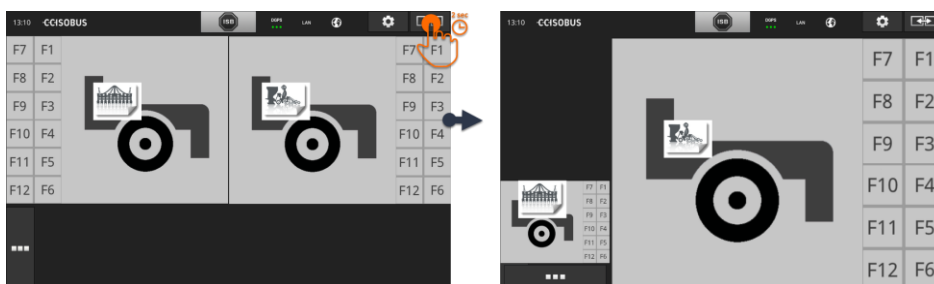 13:10 CCISOBUS ISB DGPS LAN
2 sec
F7 F1 F7 F1
F8 F2 F8 F2
F9 F3 F9 F3
F10 F4 F10 F4
F11 F5 F11 F5
F12 F6 F12 F6
13:10 CCISOBUS ISB DGPS LAN
F7 F1
F8 F2
F9 F3
F10 F4
F11 F5
F12 F6
F7 F1
F8 F2
F9 F3
F10 F4
F11 F5
F12 F6